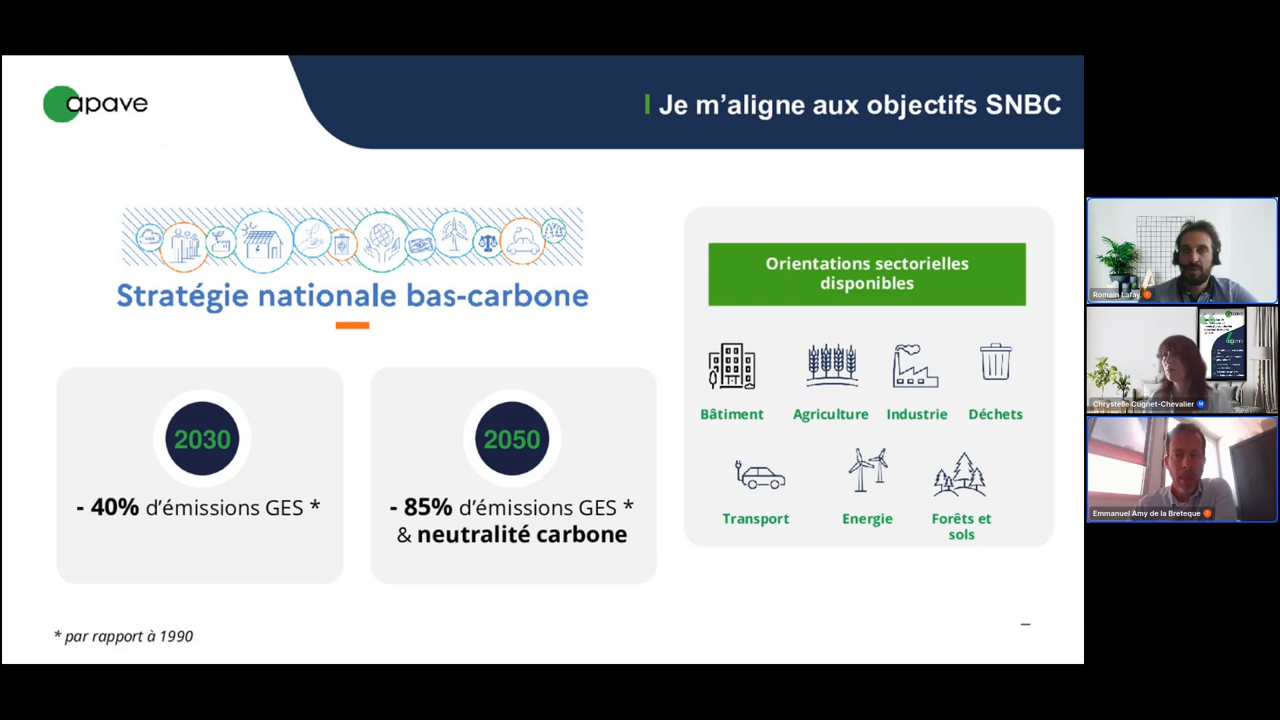 apave
Je m'aligne aux objectifs SNBC
Stratégie nationale bas-carbone
2030
- 40% d'émissions GES *
2050
- 85% d'émissions GES *
& neutralité carbone
Orientations sectorielles
disponibles
Bâtiment
Agriculture
Industrie
Déchets
Transport
Energie
Forêts et
sols
* par rapport à 1990
Romain Lafay
Chrystelle Cugnet-Chevalier
Emmanuel Amy de la Breteque